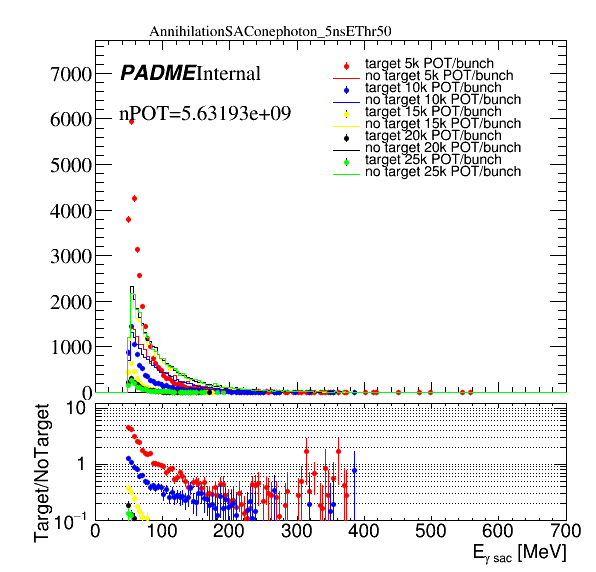 AnnihilationSAConephoton_5nsEThr50
PADME Internal
nPOT=5.63193e+09
target 5k POT/bunch
no target 5k POT/bunch
target 10k POT/bunch
no target 10k POT/bunch
target 15k POT/bunch
no target 15k POT/bunch
target 20k POT/bunch
no target 20k POT/bunch
target 25k POT/bunch
no target 25k POT/bunch
7000
6000
5000
4000
3000
2000
1000
0
Target/NoTarget
10
1
10⁻¹
0 100 200 300 400 500 600 700
E_γ sac [MeV]